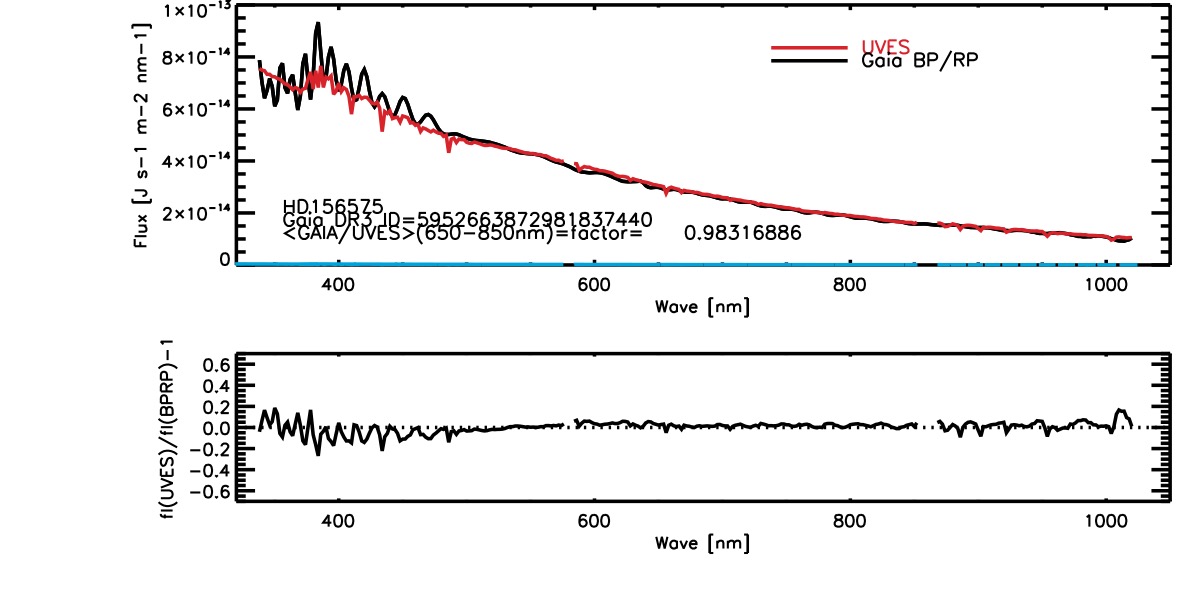 1×10−13
8×10−14
6×10−14
4×10−14
2×10−14
0
Flux [J s−1 m−2 nm−1]
UVES
Gaia BP/RP
HD156575
Gaia DR3 ID=5952663872981837440
<GAIA/UVES>(650−850nm)=factor= 0.98316886
400 600 800 1000
Wave [nm]
fl(UVES)/fl(BPRP)−1
0.6
0.4
0.2
0.0
−0.2
−0.4
−0.6
400 600 800 1000
Wave [nm]